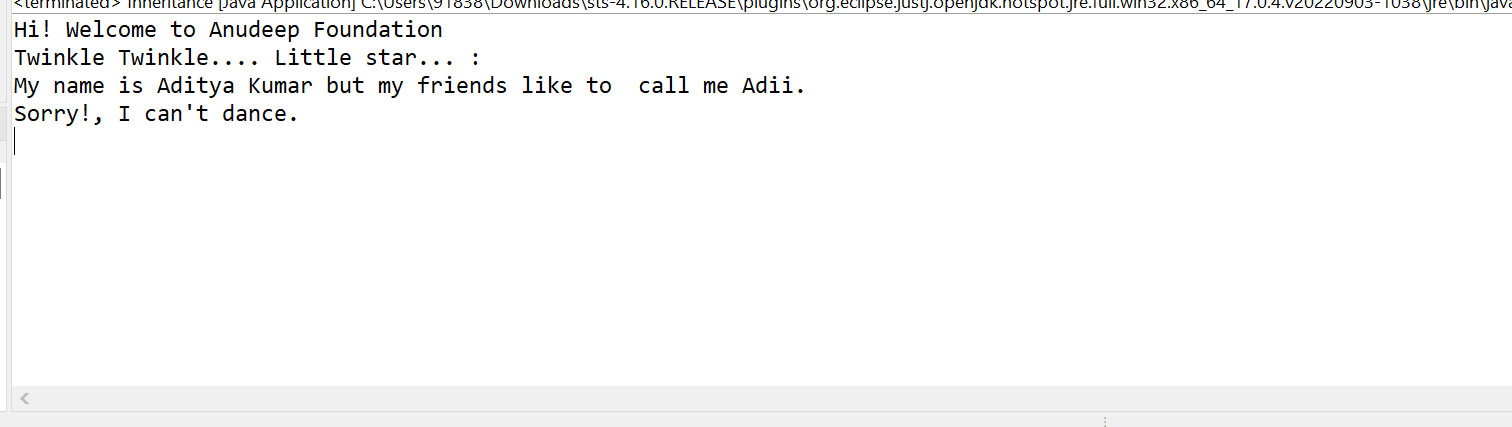 <terminated> Inheritance [Java Application] C:\Users\91838\Downloads\sts-4.16.0.RELEASE\plugins\org.eclipse.justj.openjdk.hotspot.jre.full.win32.x86_64_17.0.4.v20220903-1038\jre\bin\java
Hi! Welcome to Anudeep Foundation
Twinkle Twinkle.... Little star... :
My name is Aditya Kumar but my friends like to  call me Adii.
Sorry!, I can't dance.